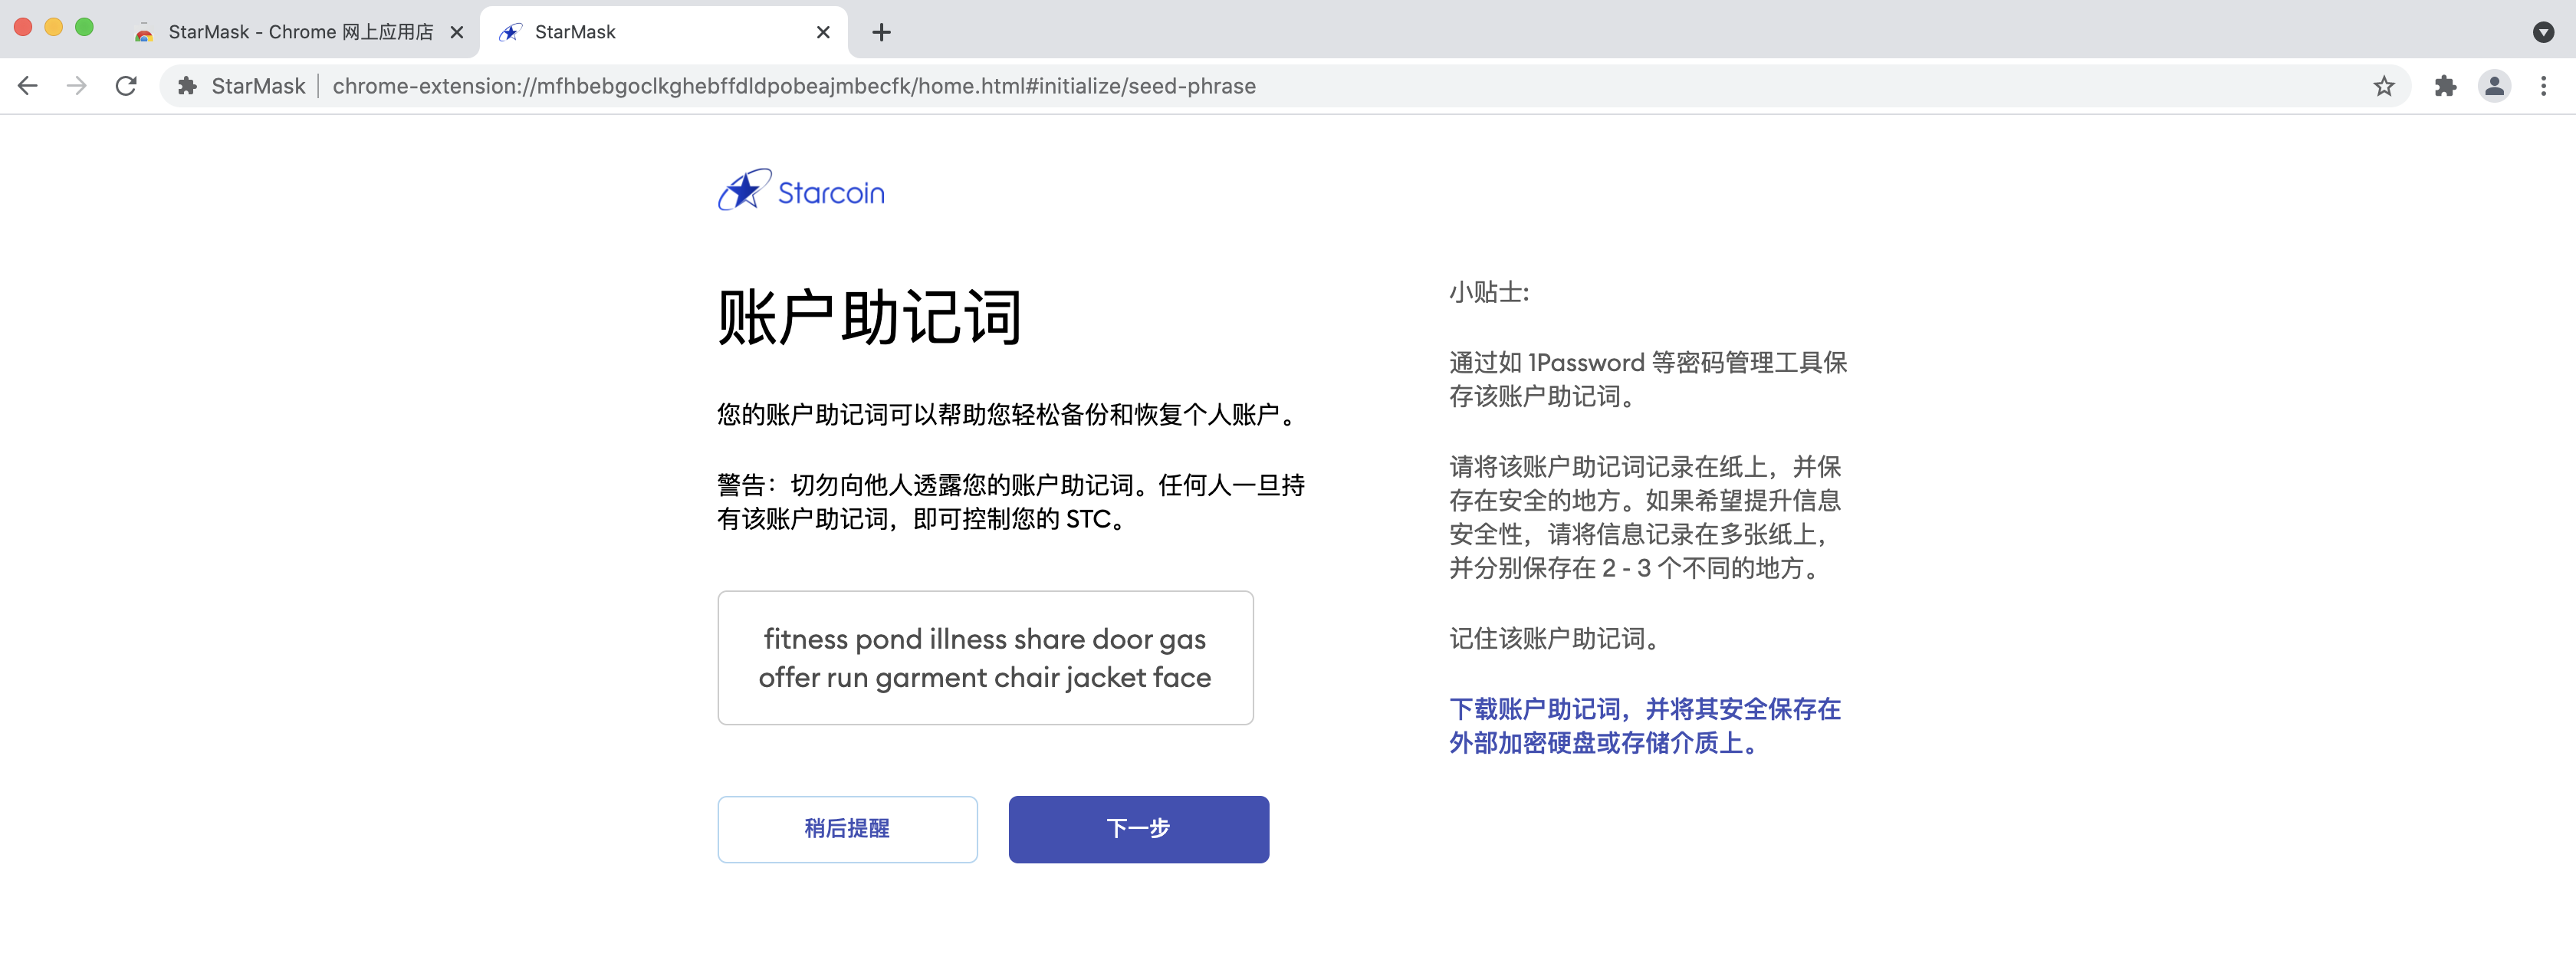 StarMask - Chrome 网上应用店
StarMask
StarMask
chrome-extension://mfhbebgoclkghebffdldpobeajmbecfk/home.html#initialize/seed-phrase
Starcoin
账户助记词
您的账户助记词可以帮助您轻松备份和恢复个人账户。
警告：切勿向他人透露您的账户助记词。任何人一旦持
有该账户助记词，即可控制您的 STC。
fitness pond illness share door gas
offer run garment chair jacket face
稍后提醒
下一步
小贴士:
通过如 1Password 等密码管理工具保
存该账户助记词。
请将该账户助记词记录在纸上，并保
存在安全的地方。如果希望提升信息
安全性，请将信息记录在多张纸上，
并分别保存在 2 - 3 个不同的地方。
记住该账户助记词。
下载账户助记词，并将其安全保存在
外部加密硬盘或存储介质上。